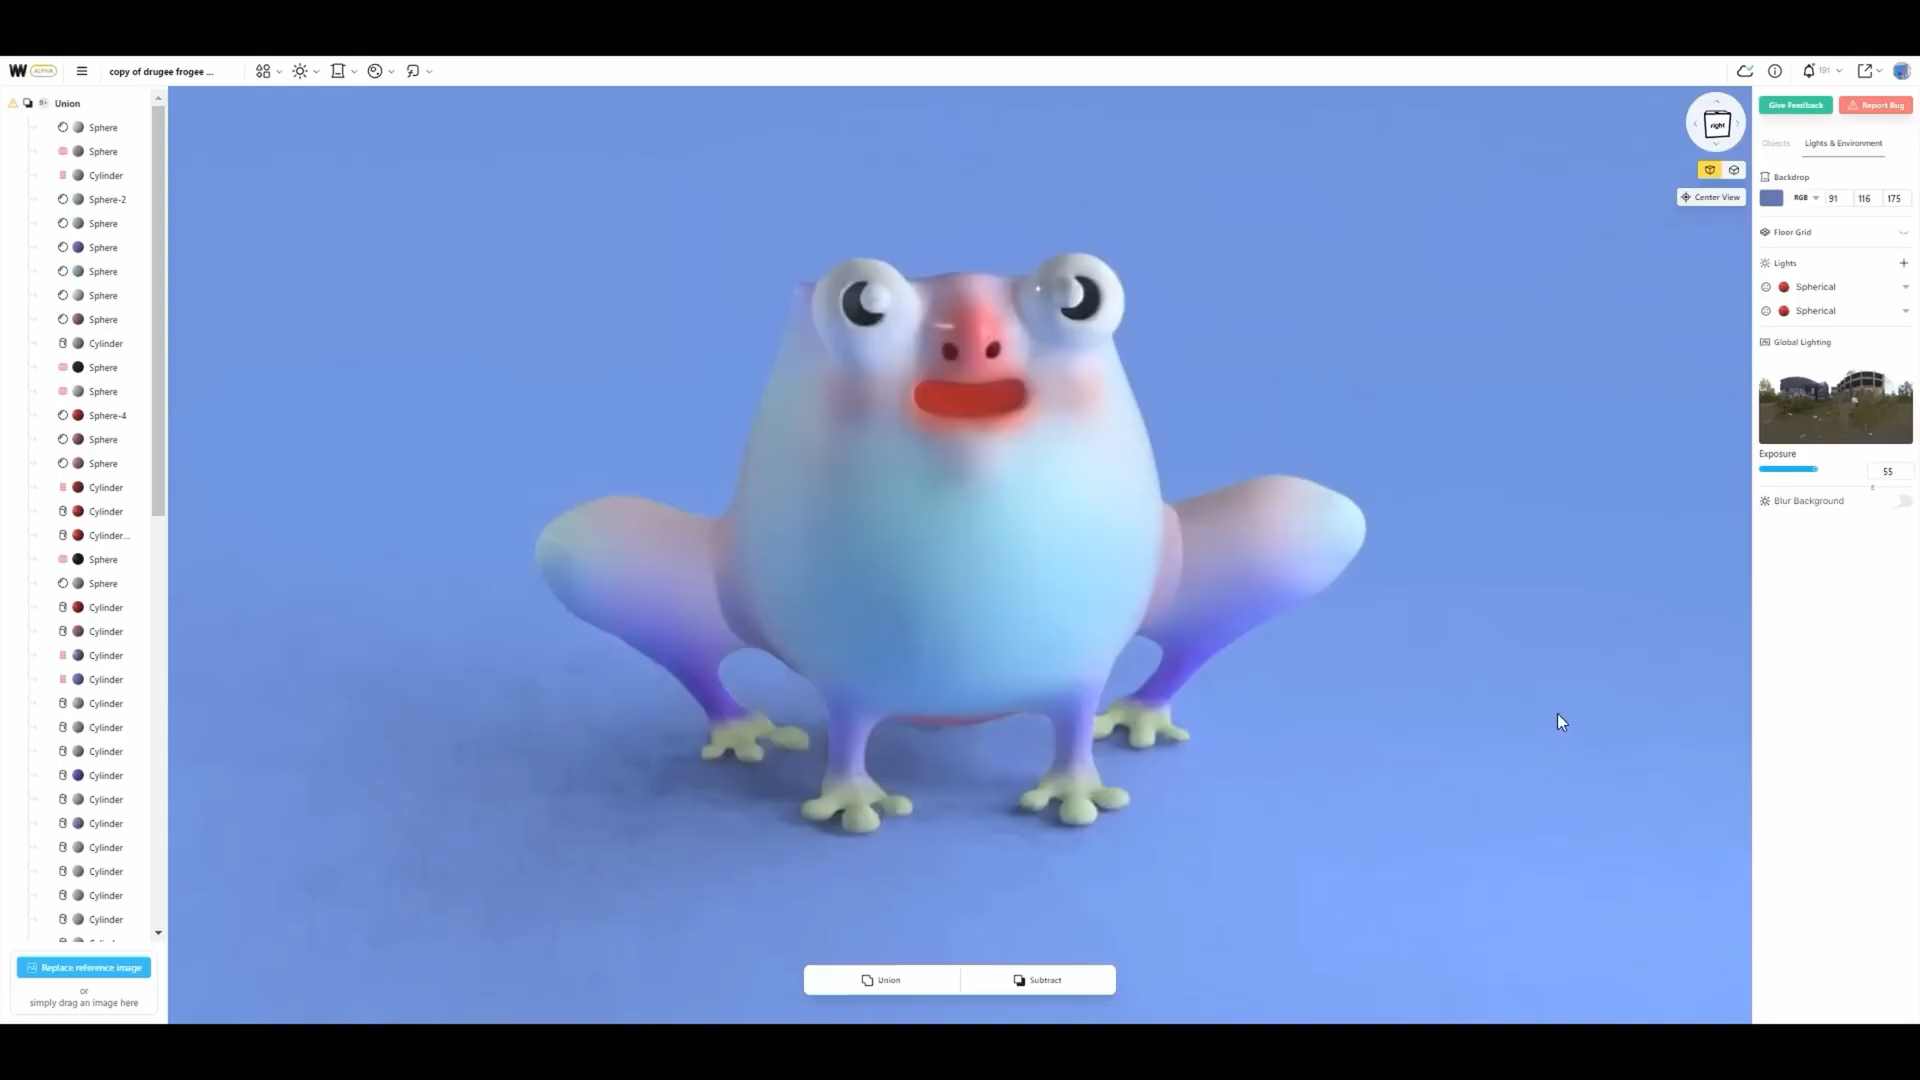 W ALPHA
copy of drugee frogee ...
191
Union
Sphere
Sphere
Cylinder
Sphere-2
Sphere
Sphere
Sphere
Sphere
Sphere
Cylinder
Sphere
Sphere
Sphere-4
Sphere
Sphere
Cylinder
Cylinder
Cylinder...
Sphere
Sphere
Cylinder
Cylinder
Cylinder
Cylinder
Cylinder
Cylinder
Cylinder
Cylinder
Cylinder
Cylinder
Cylinder
Cylinder
Cylinder
Cylinder
Replace reference image
or
simply drag an image here
right
Center View
Union
Subtract
Give Feedback
Report Bug
Objects
Lights & Environment
Backdrop
RGB 91 116 175
Floor Grid
Lights +
Spherical
Spherical
Global Lighting
Exposure
55
Blur Background